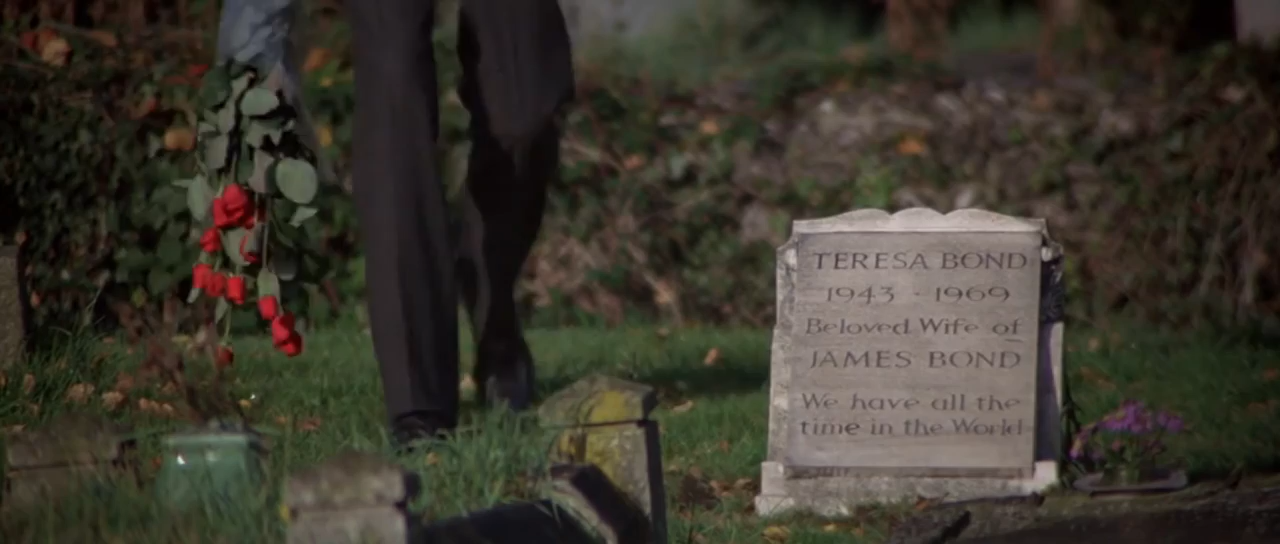 TERESA BOND
1943 - 1969
Beloved Wife of
JAMES BOND
We have all the
time in the World